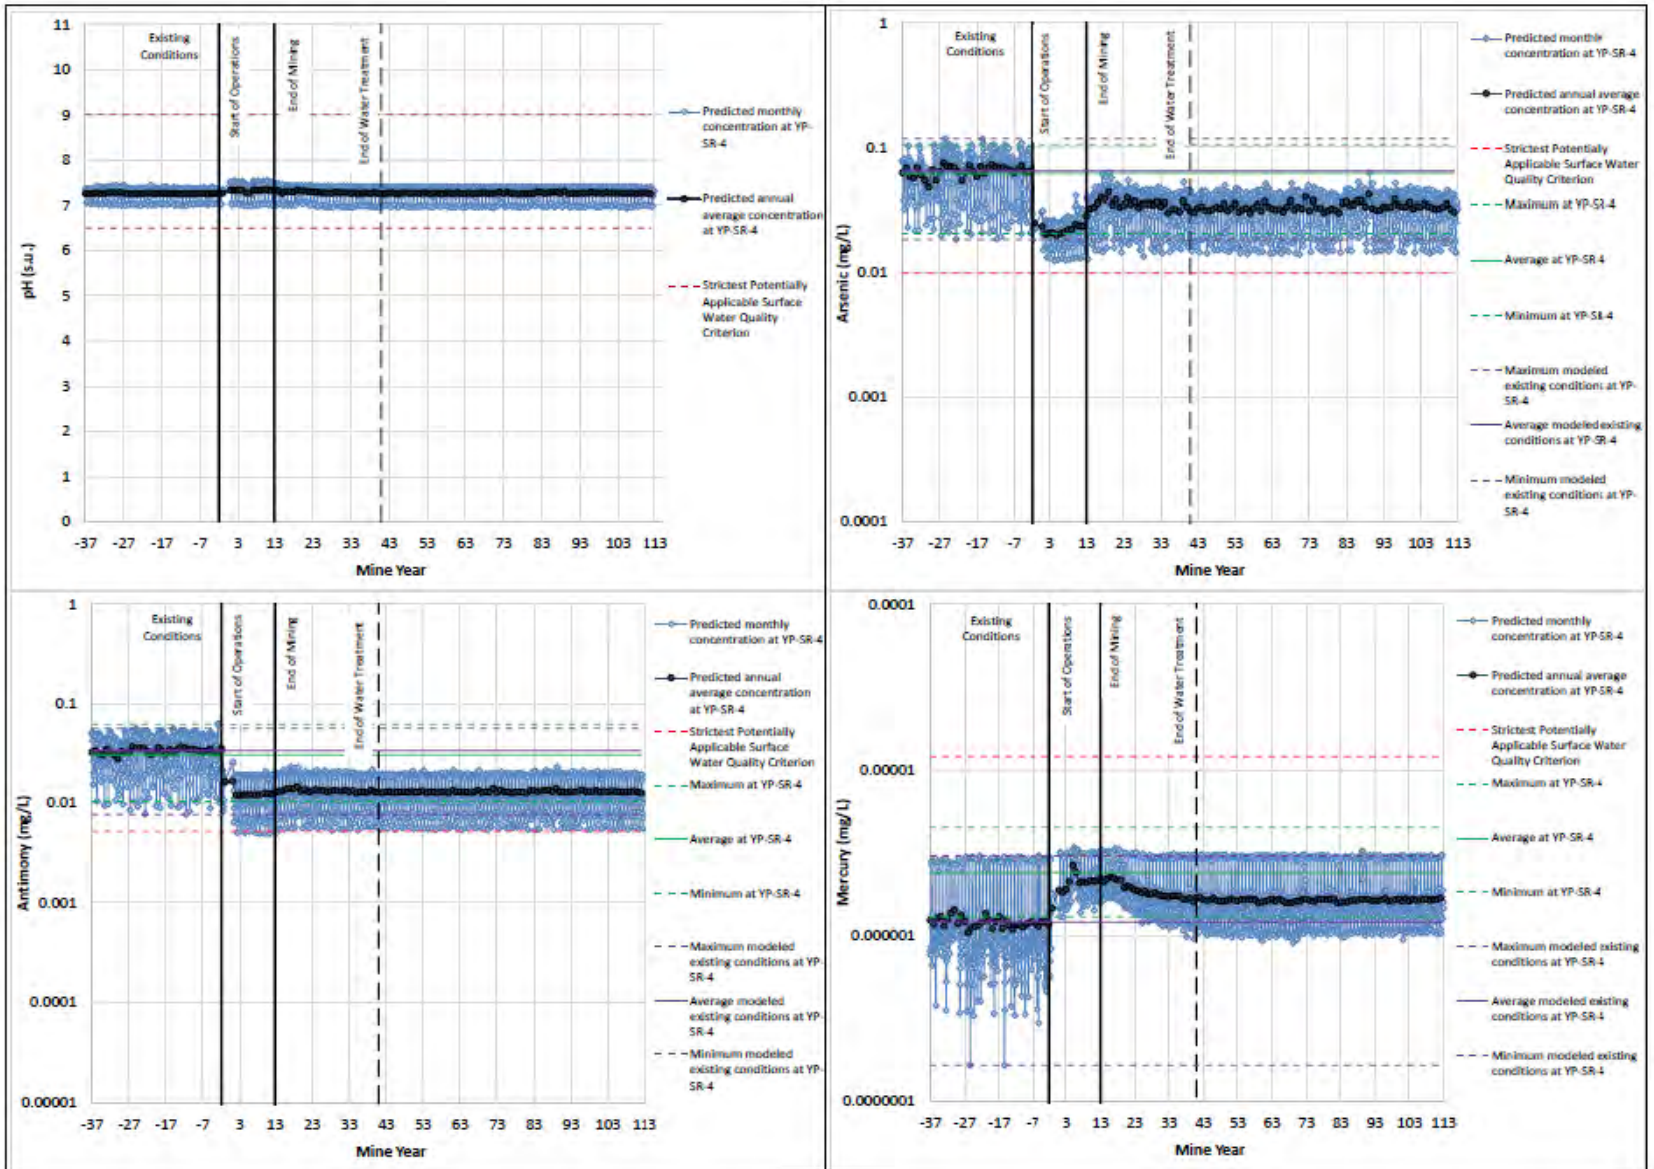 11
10
9
8
7
6
5
4
3
2
1
0
pH (s.u.)
Existing
Conditions
Start of Operations
End of Mining
End of Water Treatment
-37 -27 -17 -7 3 13 23 33 43 53 63 73 83 93 103 113
Mine Year
Predicted monthly
concentration at YP-
SR-4
Predicted annual
average concentration
at YP-SR-4
Strictest Potentially
Applicable Surface
Water Quality
Criterion
1
0.1
0.01
0.001
0.0001
Arsenic (mg/L)
Existing
Conditions
Start of Operations
End of Mining
End of Water Treatment
-37 -27 -17 -7 3 13 23 33 43 53 63 73 83 93 103 113
Mine Year
Predicted monthly
concentration at YP-SR-4
Predicted annual average
concentration at YP-SR-4
Strictest Potentially
Applicable Surface Water
Quality Criterion
Maximum at YP-SR-4
Average at YP-SR-4
Minimum at YP-SR-4
Maximum modeled
existing conditions at YP-
SR-4
Average modeled existing
conditions at YP-SR-4
Minimum modeled
existing conditions at YP-
SR-4
1
0.1
0.01
0.001
0.0001
0.00001
Antimony (mg/L)
Existing
Conditions
Start of Operations
End of Mining
End of Water Treatment
-37 -27 -17 -7 3 13 23 33 43 53 63 73 83 93 103 113
Mine Year
Predicted monthly
concentration at YP-SR-4
Predicted annual
average concentration
at YP-SR-4
Strictest Potentially
Applicable Surface
Water Quality Criterion
Maximum at YP-SR-4
Average at YP-SR-4
Minimum at YP-SR-4
Maximum modeled
existing conditions at YP-
SR-4
Average modeled
existing conditions at YP-
SR-4
Minimum modeled
existing conditions at YP-
SR-4
0.0001
0.00001
0.000001
0.0000001
Mercury (mg/L)
Existing
Conditions
Start of Operations
End of Mining
End of Water Treatment
-37 -27 -17 -7 3 13 23 33 43 53 63 73 83 93 103 113
Mine Year
Predicted monthly
concentration at YP-SR-4
Predicted annual average
concentration at YP-SR-4
Strictest Potentially
Applicable Surface Water
Quality Criterion
Maximum at YP-SR-4
Average at YP-SR-4
Minimum at YP-SR-4
Maximum modeled existing
conditions at YP-SR-4
Average modeled existing
conditions at YP-SR-4
Minimum modeled existing
conditions at YP-SR-4